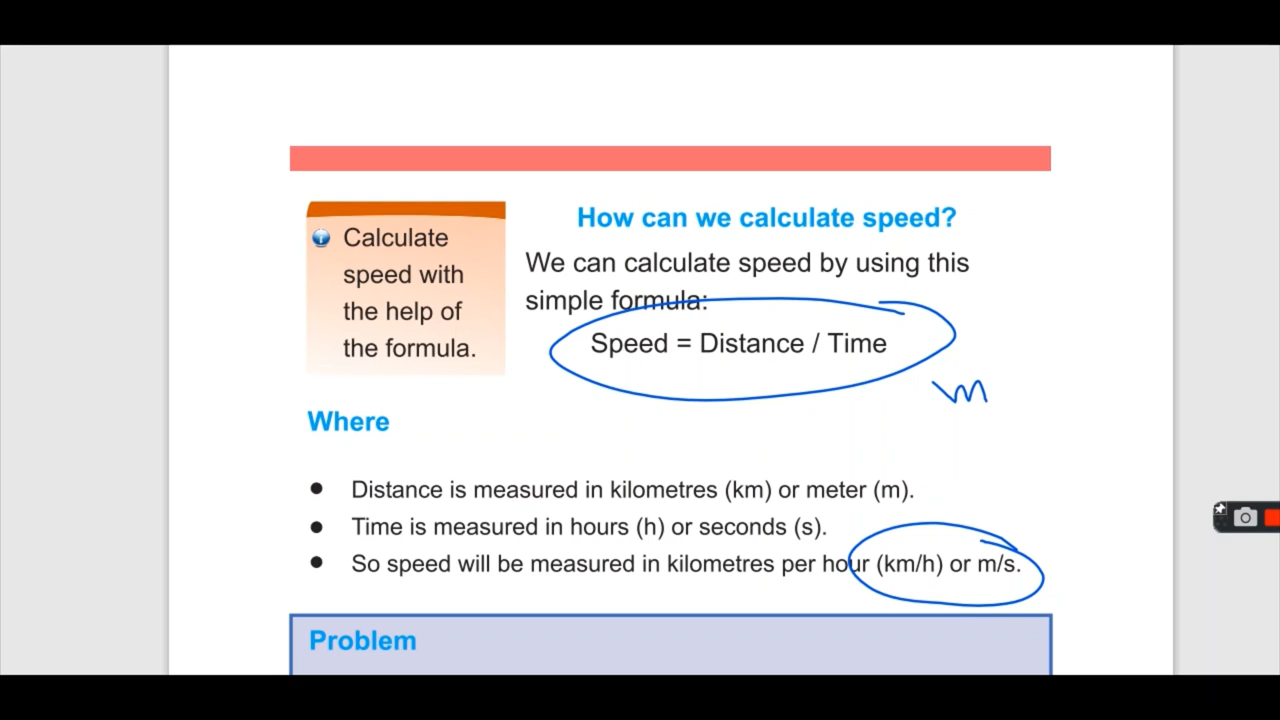 Calculate
speed with
the help of
the formula.
How can we calculate speed?
We can calculate speed by using this
simple formula:
Speed = Distance / Time
m
Where
● Distance is measured in kilometres (km) or meter (m).
● Time is measured in hours (h) or seconds (s).
● So speed will be measured in kilometres per hour (km/h) or m/s.
Problem